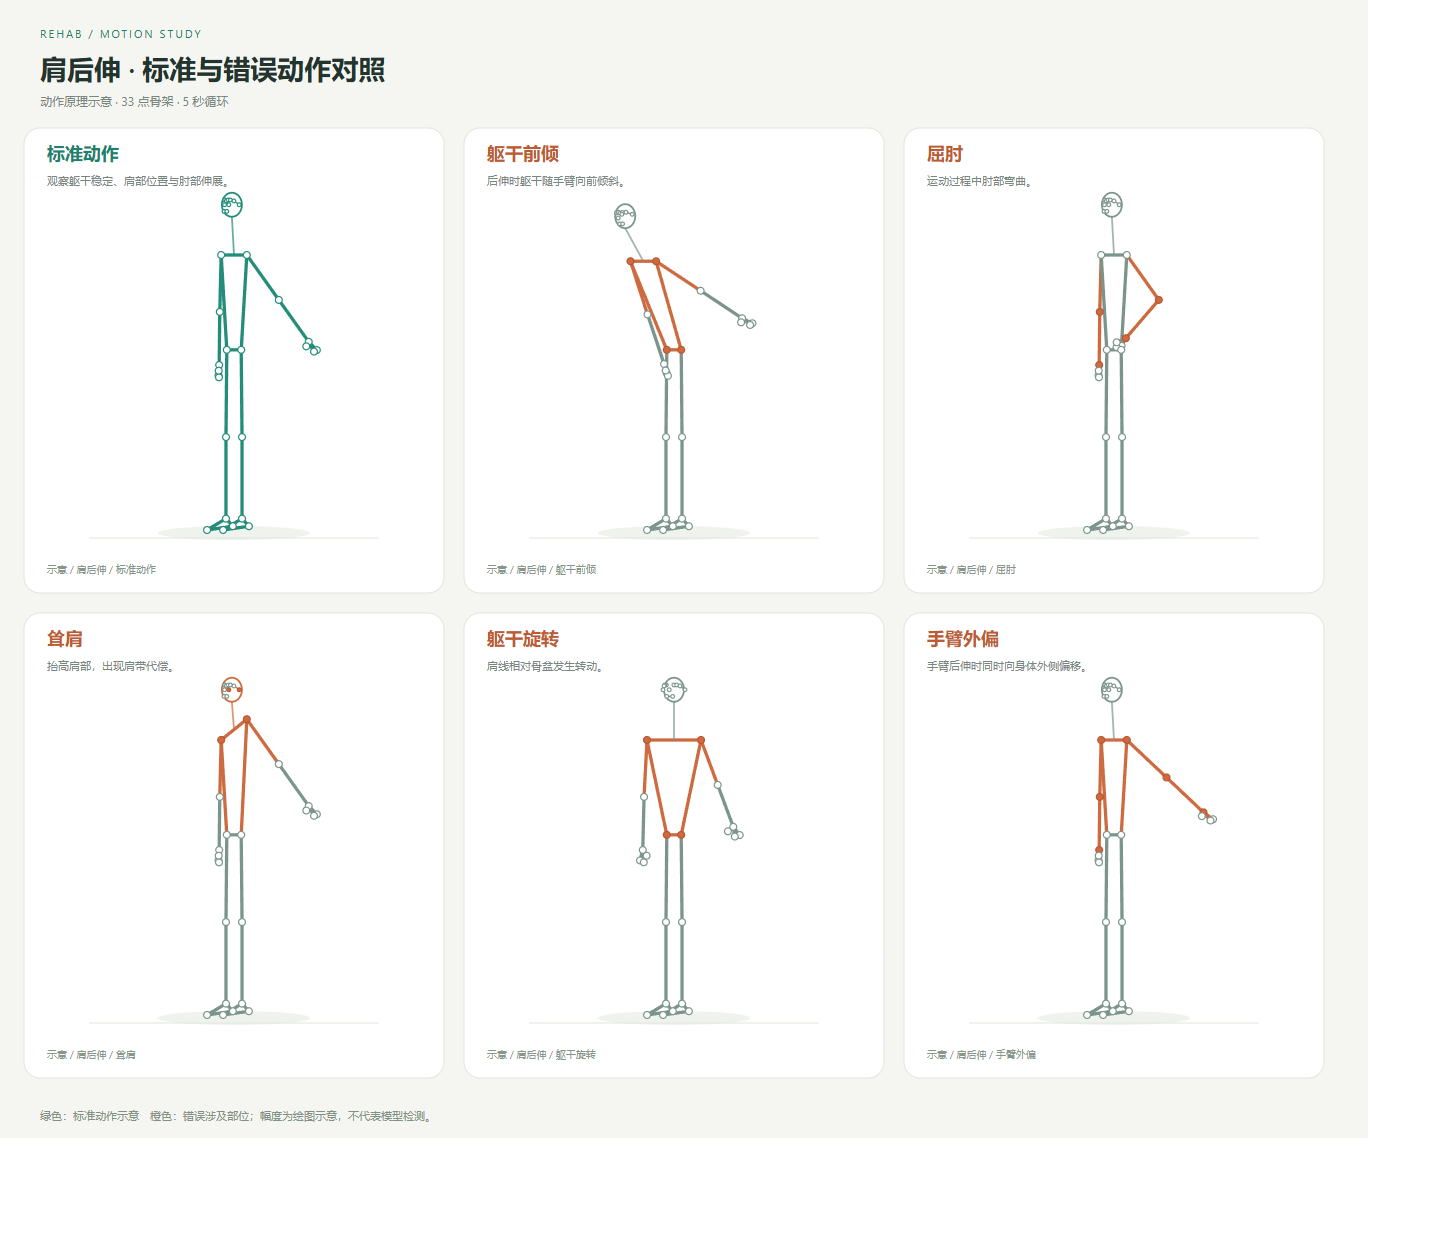 REHAB / MOTION STUDY
肩后伸 · 标准与错误动作对照
动作原理示意 · 33 点骨架 · 5 秒循环
标准动作
观察躯干稳定、肩部位置与肘部伸展。
示意 / 肩后伸 / 标准动作
躯干前倾
后伸时躯干随手臂向前倾斜。
示意 / 肩后伸 / 躯干前倾
屈肘
运动过程中肘部弯曲。
示意 / 肩后伸 / 屈肘
耸肩
抬高肩部，出现肩带代偿。
示意 / 肩后伸 / 耸肩
躯干旋转
肩线相对骨盆发生转动。
示意 / 肩后伸 / 躯干旋转
手臂外偏
手臂后伸时同时向身体外侧偏移。
示意 / 肩后伸 / 手臂外偏
绿色：标准动作示意　橙色：错误涉及部位；幅度为绘图示意，不代表模型检测。